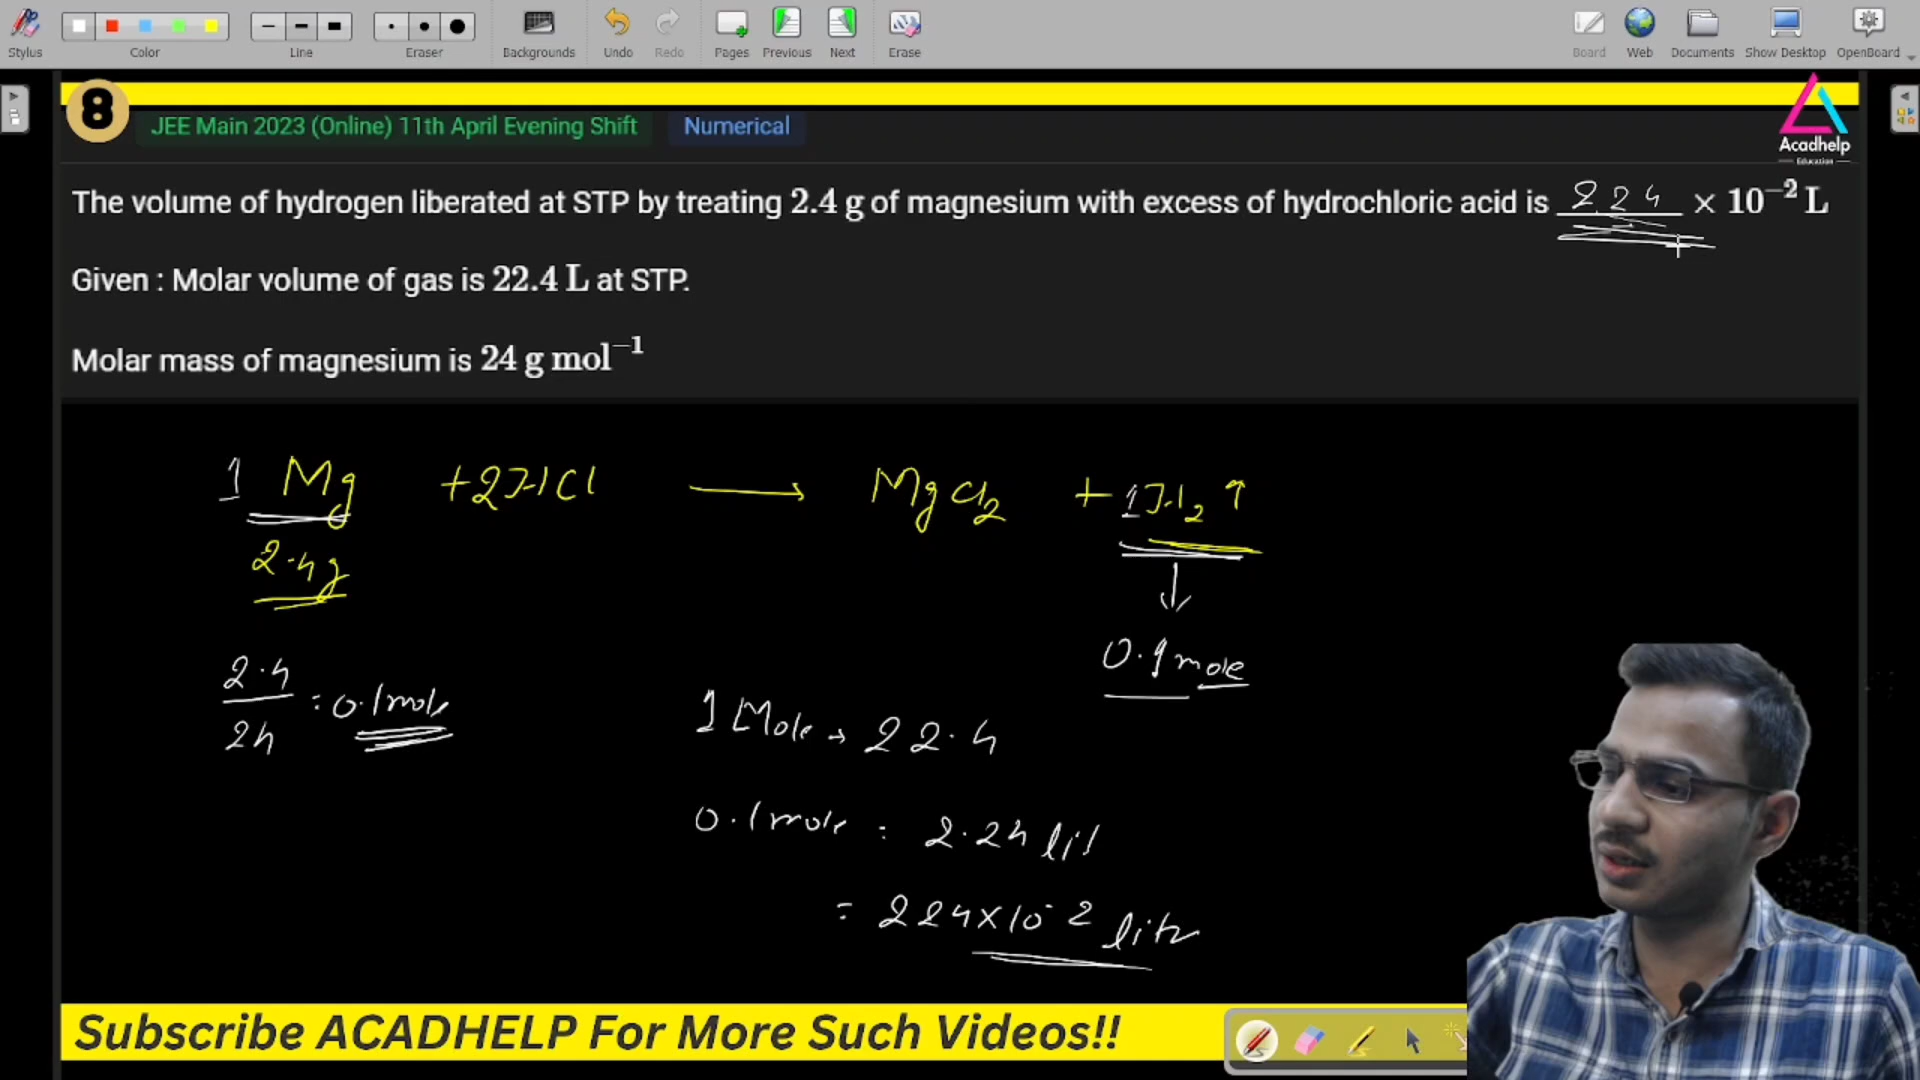 Stylus Color Line Eraser Backgrounds Undo Redo Pages Previous Next Erase Board Web Documents Show Desktop OpenBoard
8
JEE Main 2023 (Online) 11th April Evening Shift Numerical
Acadhelp
Education
The volume of hydrogen liberated at STP by treating 2.4 g of magnesium with excess of hydrochloric acid is 224 × 10⁻² L
Given : Molar volume of gas is 22.4 L at STP.
Molar mass of magnesium is 24 g mol⁻¹
1 Mg + 2HCl → MgCl₂ + 1H₂ ↑
2.4g
↓
0.1 mole
2.4/24 = 0.1 mole
1 Mole → 22.4
0.1 mole = 2.24 lit
= 224 × 10⁻² litr
Subscribe ACADHELP For More Such Videos!!